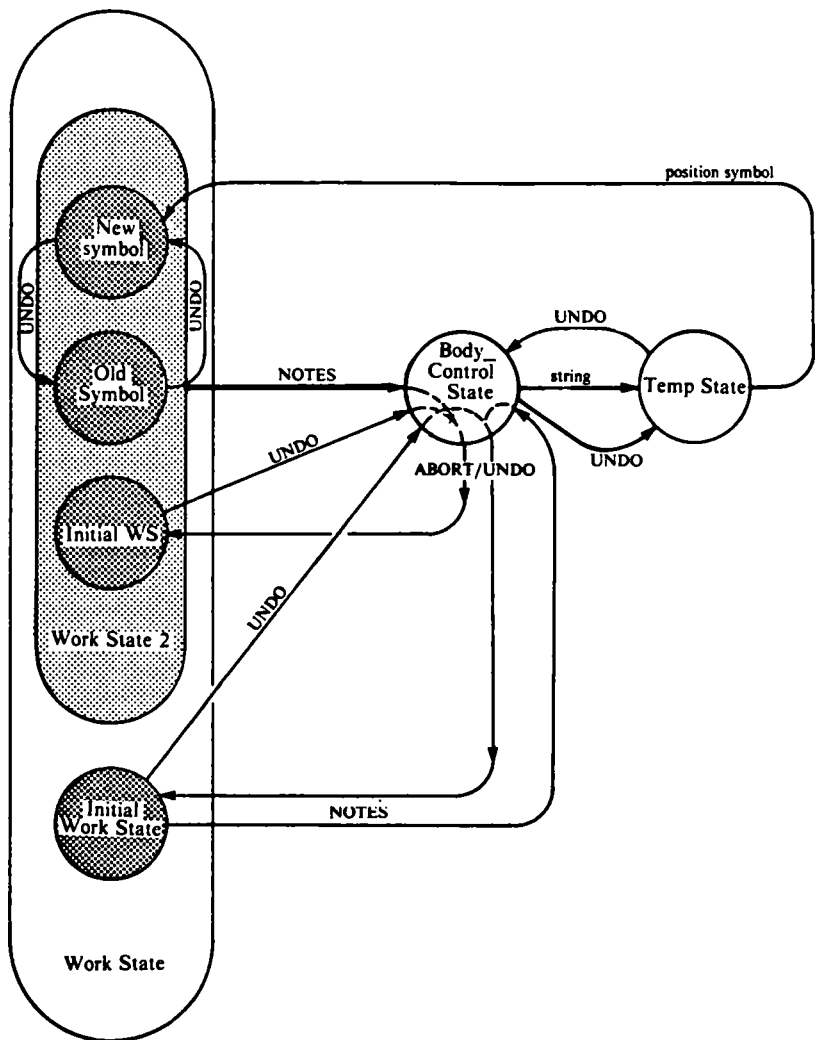 position symbol
New
symbol
UNDO
UNDO
UNDO
Old
Symbol
NOTES
Body_
Control
State
string
Temp State
UNDO
UNDO
ABORT/UNDO
Initial WS
UNDO
Work State 2
Initial
Work State
NOTES
Work State